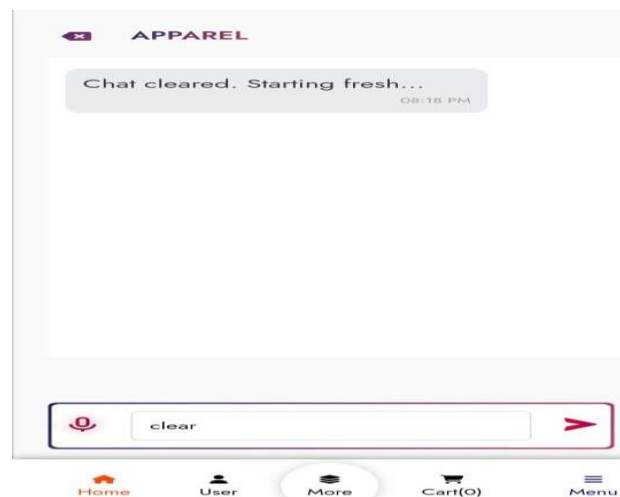 APPAREL
Chat cleared. Starting fresh...
08:18 PM
clear
Home User More Cart(0) Menu